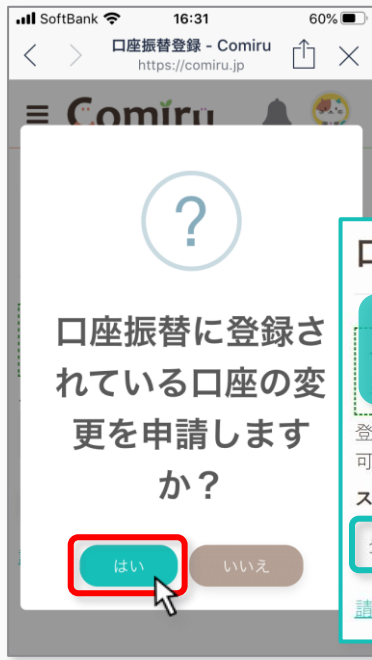 SoftBank 16:31 60%
口座振替登録 - Comiru
https://comiru.jp
Comiru
?
口座振替に登録さ
れている口座の変
更を申請します
か？
はい いいえ
登
可
ス
請